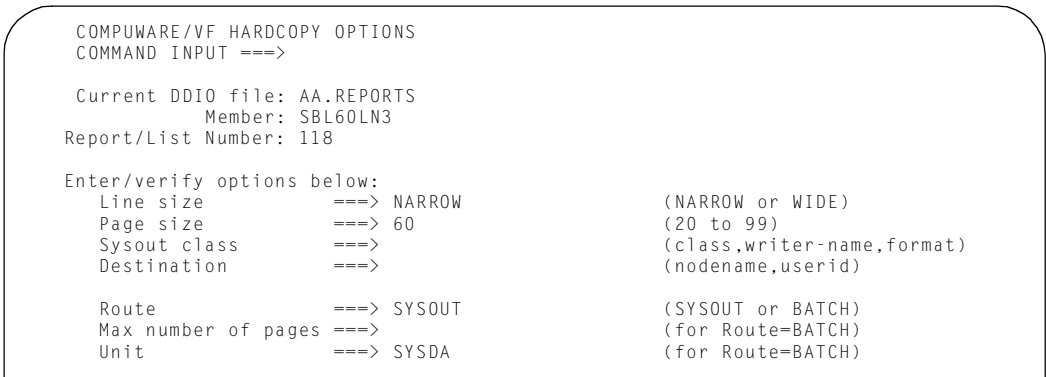 COMPUWARE/VF HARDCOPY OPTIONS
COMMAND INPUT ===>
Current DDIO file: AA.REPORTS
Member: SBL6OLN3
Report/List Number: 118
Enter/verify options below:
Line size ===> NARROW (NARROW or WIDE)
Page size ===> 60 (20 to 99)
Sysout class ===> (class,writer-name,format)
Destination ===> (nodename,userid)
Route ===> SYSOUT (SYSOUT or BATCH)
Max number of pages ===> (for Route=BATCH)
Unit ===> SYSDA (for Route=BATCH)